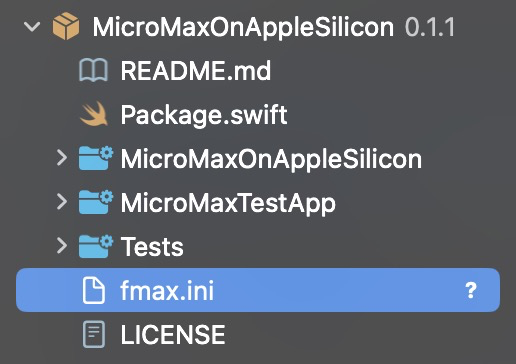 MicroMaxOnAppleSilicon 0.1.1
README.md
Package.swift
MicroMaxOnAppleSilicon
MicroMaxTestApp
Tests
fmax.ini ?
LICENSE